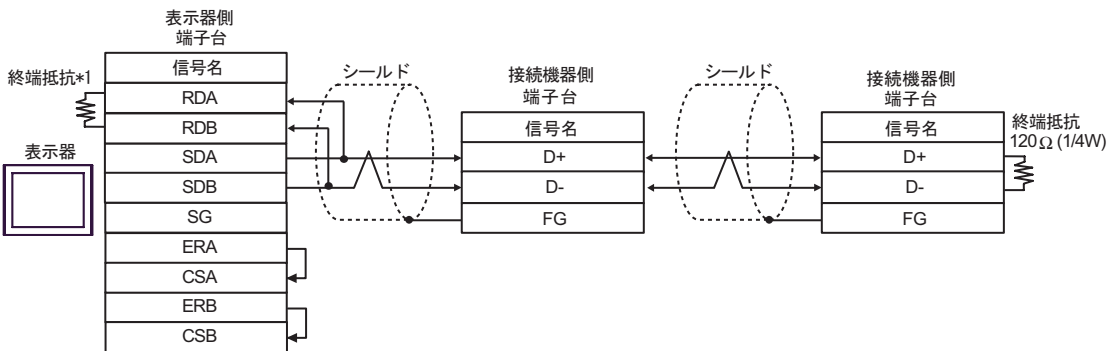 表示器側
端子台
信号名
終端抵抗*1
RDA
RDB
表示器
SDA
SDB
SG
ERA
CSA
ERB
CSB
シールド
接続機器側
端子台
信号名
D+
D-
FG
シールド
接続機器側
端子台
信号名
D+
D-
FG
終端抵抗
120Ω (1/4W)